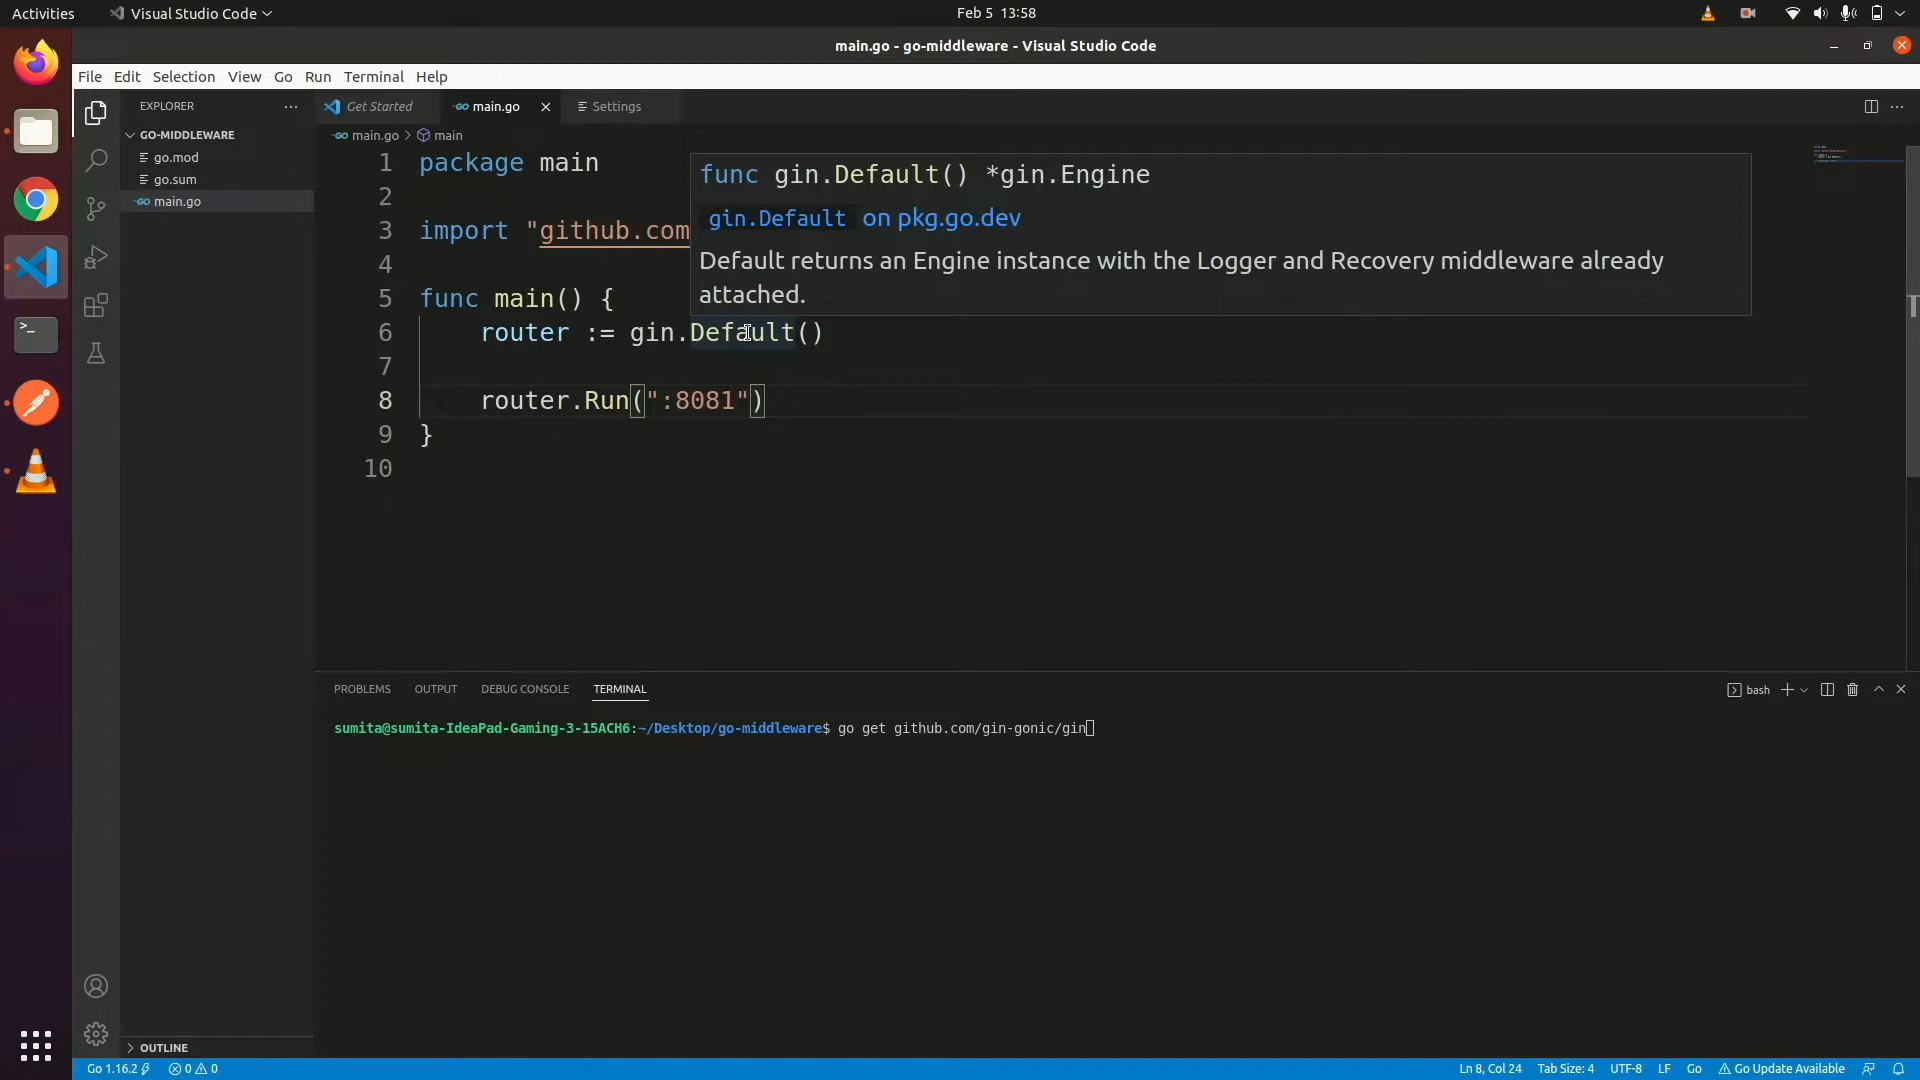 Activities Visual Studio Code Feb 5 13:58
main.go - go-middleware - Visual Studio Code
File Edit Selection View Go Run Terminal Help
EXPLORER
Get Started main.go Settings
GO-MIDDLEWARE
go.mod
go.sum
main.go
main.go > main
1 package main
2
3 import "github.com
4
5 func main() {
6 router := gin.Default()
7
8 router.Run(":8081")
9 }
10
func gin.Default() *gin.Engine
gin.Default on pkg.go.dev
Default returns an Engine instance with the Logger and Recovery middleware already
attached.
PROBLEMS OUTPUT DEBUG CONSOLE TERMINAL bash
sumita@sumita-IdeaPad-Gaming-3-15ACH6:~/Desktop/go-middleware$ go get github.com/gin-gonic/gin
OUTLINE
Go 1.16.2 0 0 Ln 8, Col 24 Tab Size: 4 UTF-8 LF Go Go Update Available